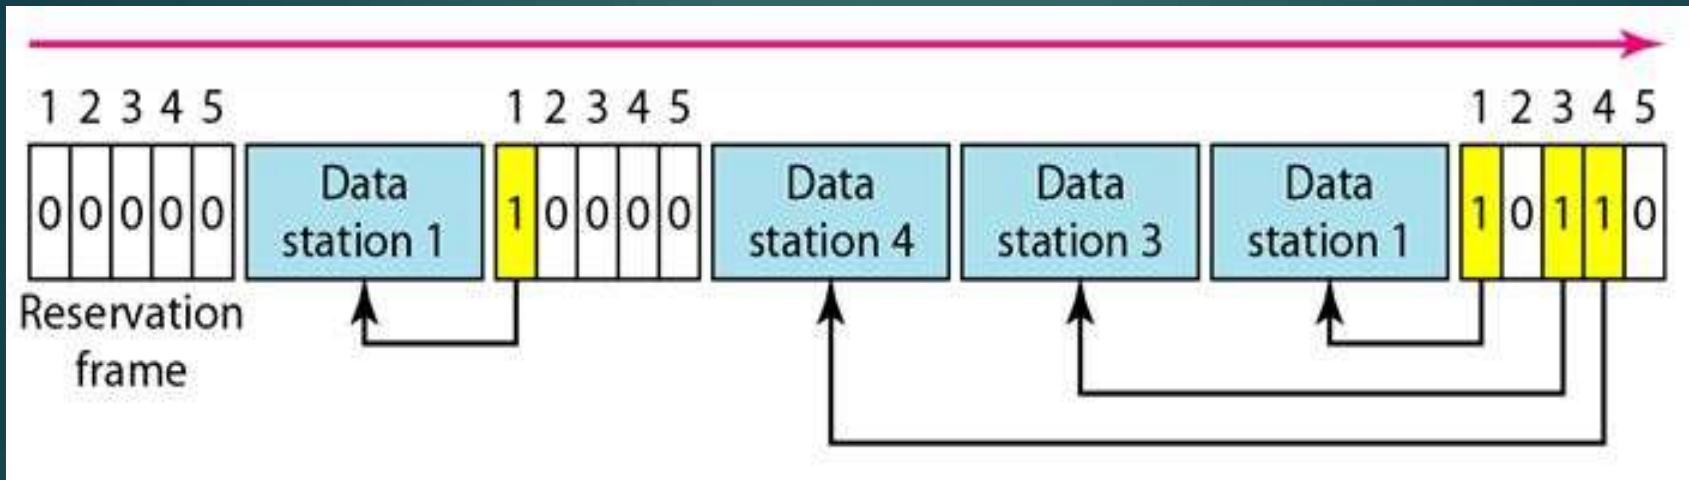 1 2 3 4 5 1 2 3 4 5 1 2 3 4 5
0 0 0 0 0 Data station 1 1 0 0 0 0 Data station 4 Data station 3 Data station 1 1 0 1 1 0
Reservation
frame